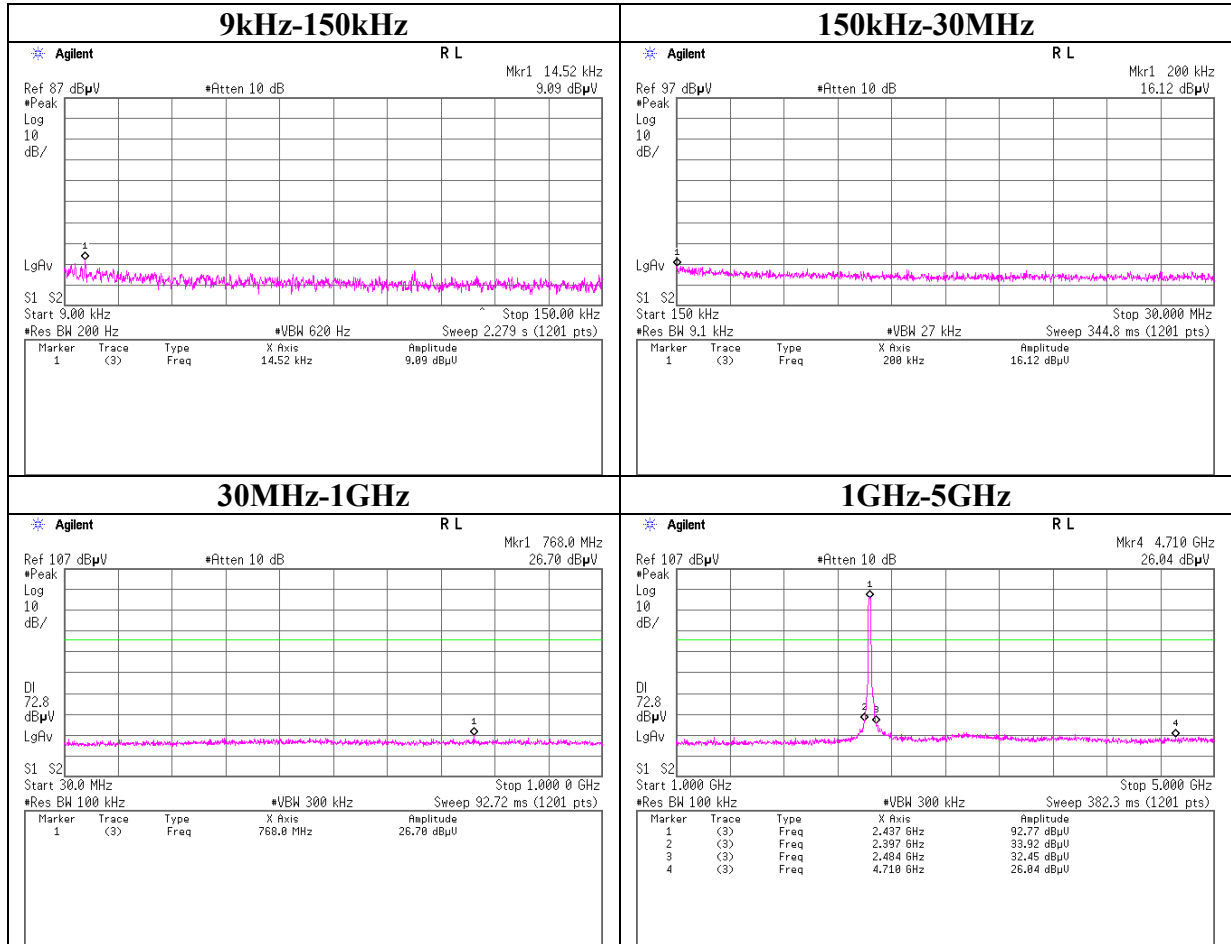 9kHz-150kHz
Agilent R L
Mkr1 14.52 kHz
Ref 87 dBµV #Atten 10 dB 9.09 dBµV
#Peak
Log
10
dB/
1
LgAv
S1 S2
Start 9.00 kHz ^ Stop 150.00 kHz
#Res BW 200 Hz #VBW 620 Hz Sweep 2.279 s (1201 pts)
Marker Trace Type X Axis Amplitude
1 (3) Freq 14.52 kHz 9.09 dBµV
150kHz-30MHz
Agilent R L
Mkr1 200 kHz
Ref 97 dBµV #Atten 10 dB 16.12 dBµV
#Peak
Log
10
dB/
1
LgAv
S1 S2
Start 150 kHz Stop 30.000 MHz
#Res BW 9.1 kHz #VBW 27 kHz Sweep 344.8 ms (1201 pts)
Marker Trace Type X Axis Amplitude
1 (3) Freq 200 kHz 16.12 dBµV
30MHz-1GHz
Agilent R L
Mkr1 768.0 MHz
Ref 107 dBµV #Atten 10 dB 26.70 dBµV
#Peak
Log
10
dB/
DI
72.8
dBµV
1
LgAv
S1 S2
Start 30.0 MHz Stop 1.000 0 GHz
#Res BW 100 kHz #VBW 300 kHz Sweep 92.72 ms (1201 pts)
Marker Trace Type X Axis Amplitude
1 (3) Freq 768.0 MHz 26.70 dBµV
1GHz-5GHz
Agilent R L
Mkr4 4.710 GHz
Ref 107 dBµV #Atten 10 dB 26.04 dBµV
#Peak
1
Log
10
dB/
DI
72.8
2 3
dBµV
4
LgAv
S1 S2
Start 1.000 GHz Stop 5.000 GHz
#Res BW 100 kHz #VBW 300 kHz Sweep 382.3 ms (1201 pts)
Marker Trace Type X Axis Amplitude
1 (3) Freq 2.437 GHz 92.77 dBµV
2 (3) Freq 2.397 GHz 33.92 dBµV
3 (3) Freq 2.484 GHz 32.45 dBµV
4 (3) Freq 4.710 GHz 26.04 dBµV